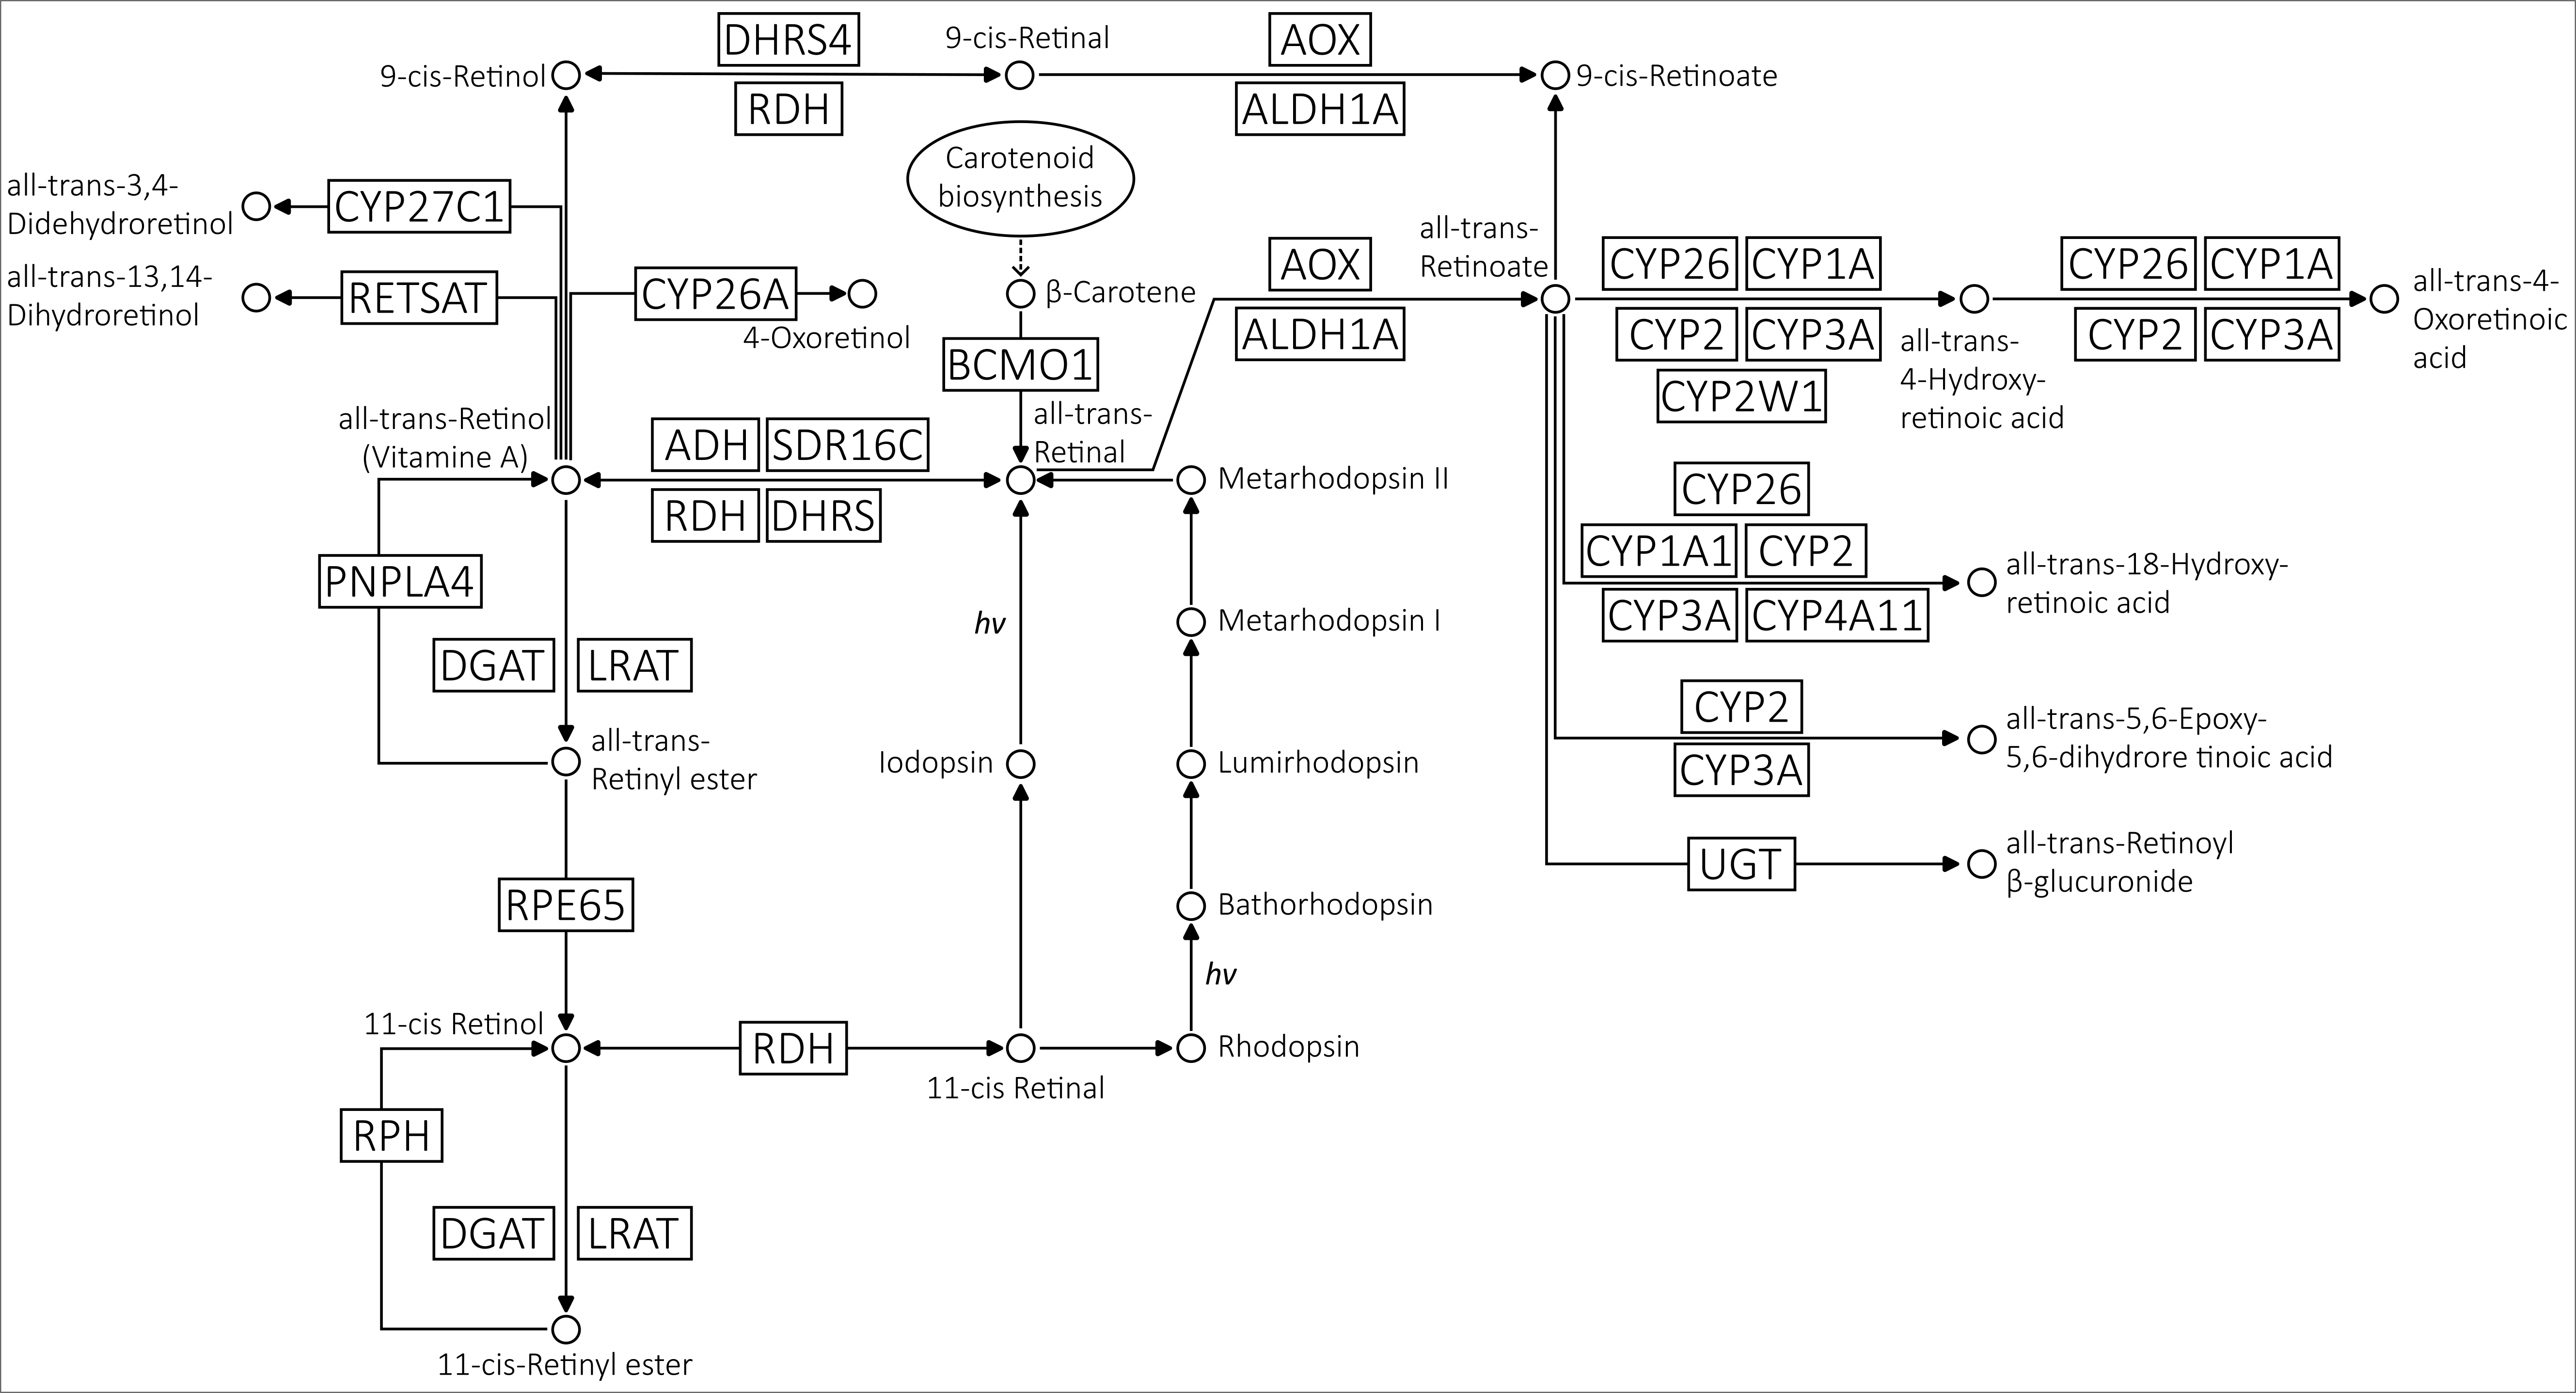 DHRS4
9-cis-Retinal
AOX
9-cis-Retinol
9-cis-Retinoate
RDH
ALDH1A
Carotenoid
biosynthesis
all-trans-3,4-
Didehydroretinol
CYP27C1
all-trans-13,14-
Dihydroretinol
RETSAT
CYP26A
4-Oxoretinol
β-Carotene
BCMO1
AOX
ALDH1A
all-trans-
Retinoate
CYP26
CYP1A
CYP2
CYP3A
CYP2W1
all-trans-
4-Hydroxy-
retinoic acid
CYP26
CYP1A
CYP2
CYP3A
all-trans-4-
Oxoretinoic
acid
all-trans-Retinol
(Vitamine A)
ADH
SDR16C
RDH
DHRS
all-trans-
Retinal
Metarhodopsin II
CYP26
CYP1A1
CYP2
CYP3A
CYP4A11
all-trans-18-Hydroxy-
retinoic acid
PNPLA4
hv
Metarhodopsin I
DGAT
LRAT
CYP2
CYP3A
all-trans-5,6-Epoxy-
5,6-dihydrore tinoic acid
all-trans-
Retinyl ester
Iodopsin
Lumirhodopsin
UGT
all-trans-Retinoyl
β-glucuronide
RPE65
Bathorhodopsin
hv
11-cis Retinol
RDH
11-cis Retinal
Rhodopsin
RPH
DGAT
LRAT
11-cis-Retinyl ester